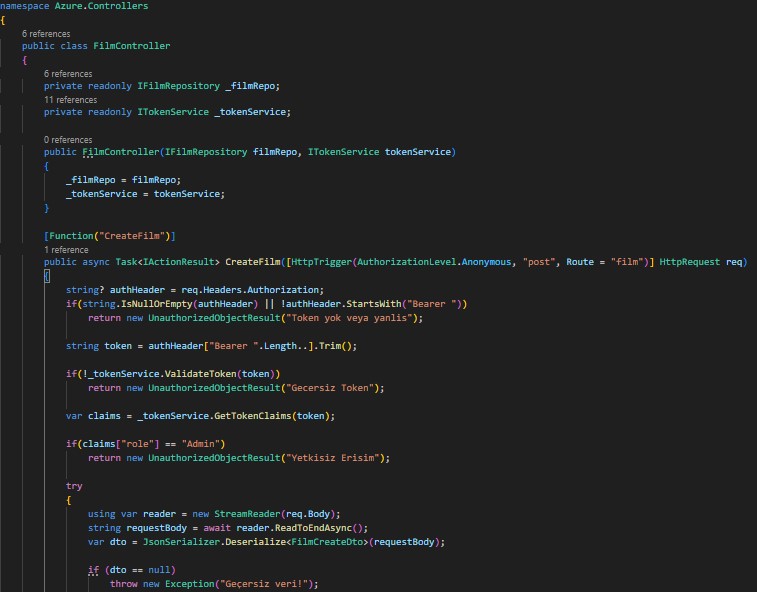 namespace Azure.Controllers
{
6 references
public class FilmController
{
6 references
private readonly IFilmRepository _filmRepo;
11 references
private readonly ITokenService _tokenService;
0 references
public FilmController(IFilmRepository filmRepo, ITokenService tokenService)
{
_filmRepo = filmRepo;
_tokenService = tokenService;
}
[Function("CreateFilm")]
1 reference
public async Task<IActionResult> CreateFilm([HttpTrigger(AuthorizationLevel.Anonymous, "post", Route = "film")] HttpRequest req)
{
string? authHeader = req.Headers.Authorization;
if(string.IsNullOrEmpty(authHeader) || !authHeader.StartsWith("Bearer "))
return new UnauthorizedObjectResult("Token yok veya yanlis");
string token = authHeader["Bearer ".Length..].Trim();
if(!_tokenService.ValidateToken(token))
return new UnauthorizedObjectResult("Gecersiz Token");
var claims = _tokenService.GetTokenClaims(token);
if(claims["role"] == "Admin")
return new UnauthorizedObjectResult("Yetkisiz Erisim");
try
{
using var reader = new StreamReader(req.Body);
string requestBody = await reader.ReadToEndAsync();
var dto = JsonSerializer.Deserialize<FilmCreateDto>(requestBody);
if (dto == null)
throw new Exception("Geçersiz veri!");